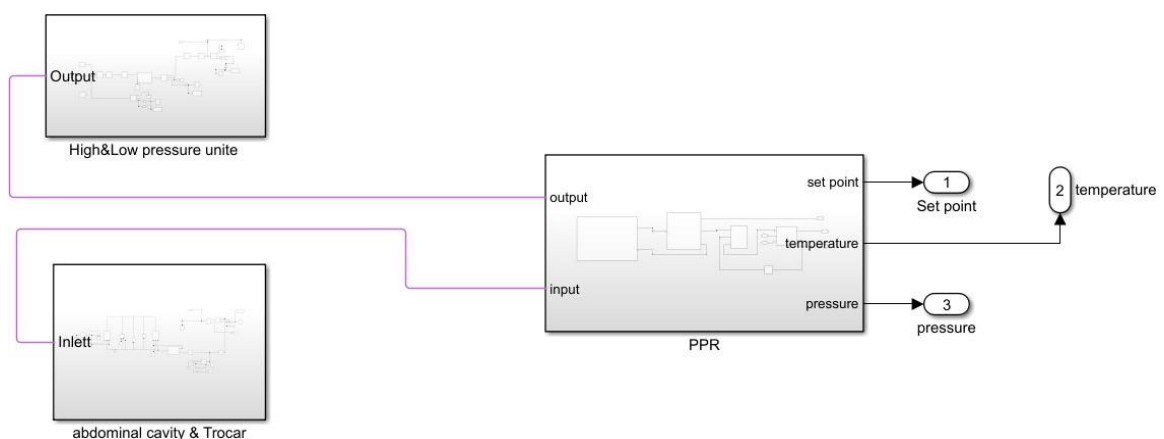 Output
High&Low pressure unite
output
input
set point
temperature
pressure
PPR
1
Set point
2
temperature
3
pressure
Inlett
abdominal cavity & Trocar